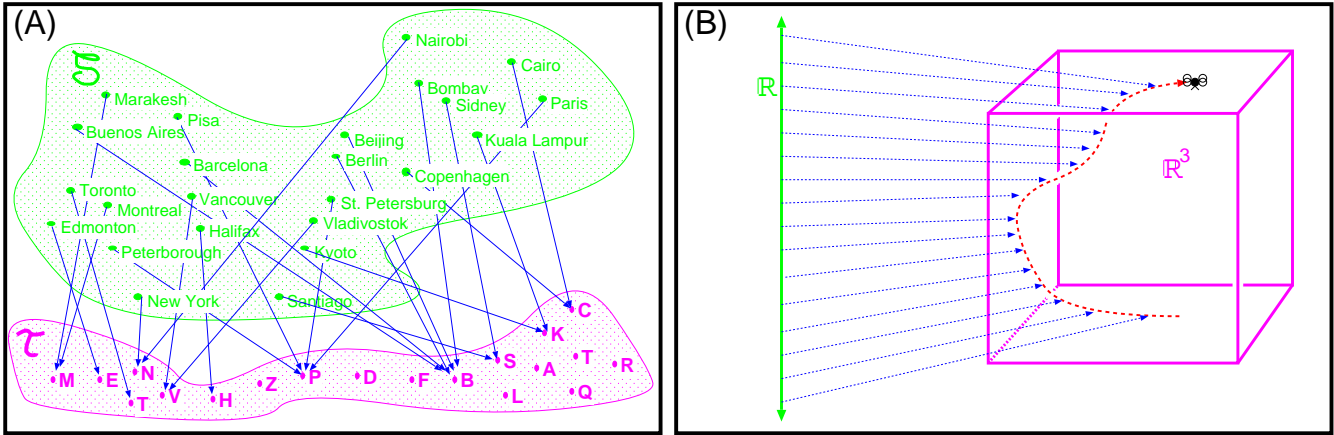 (A)
S
Nairobi
Cairo
Marakesh
Bombav
Sidney
Paris
Buenos Aires
Pisa
Beijing
Kuala Lampur
Barcelona
Berlin
Copenhagen
Toronto
Vancouver
St. Petersburg
Montreal
Vladivostok
Edmonton
Halifax
Peterborough
Kyoto
New York
Santiago
T
C
K
S
T
M
E
N
P
D
F
B
A
R
Z
T
V
H
L
Q
(B)
ℝ
ℝ³